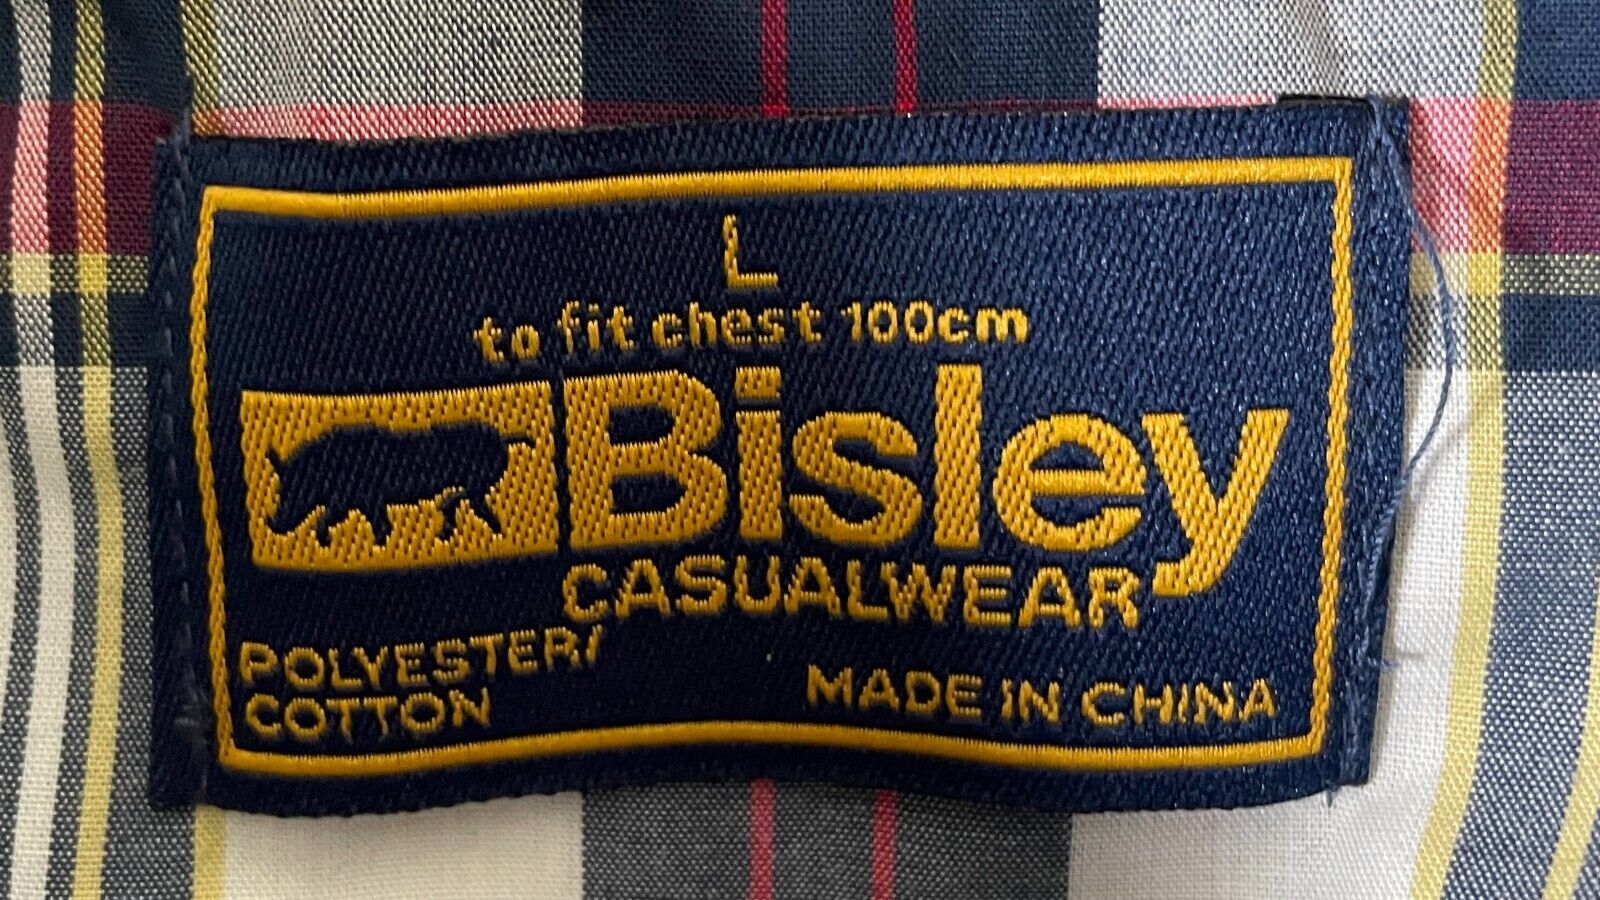 L
to fit chest 100cm
Bisley
CASUALWEAR
POLYESTER/
COTTON
MADE IN CHINA